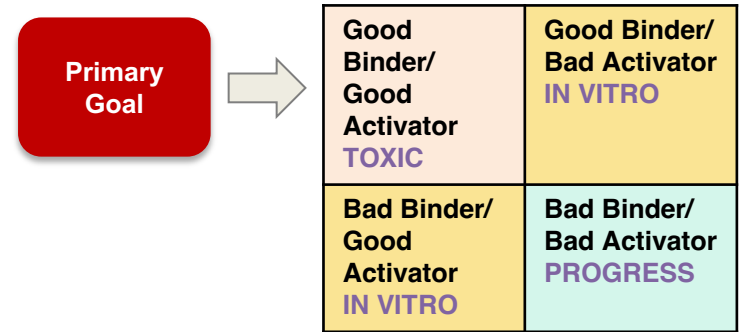 Primary
Goal
Good
Binder/
Good
Activator
TOXIC
Good Binder/
Bad Activator
IN VITRO
Bad Binder/
Good
Activator
IN VITRO
Bad Binder/
Bad Activator
PROGRESS